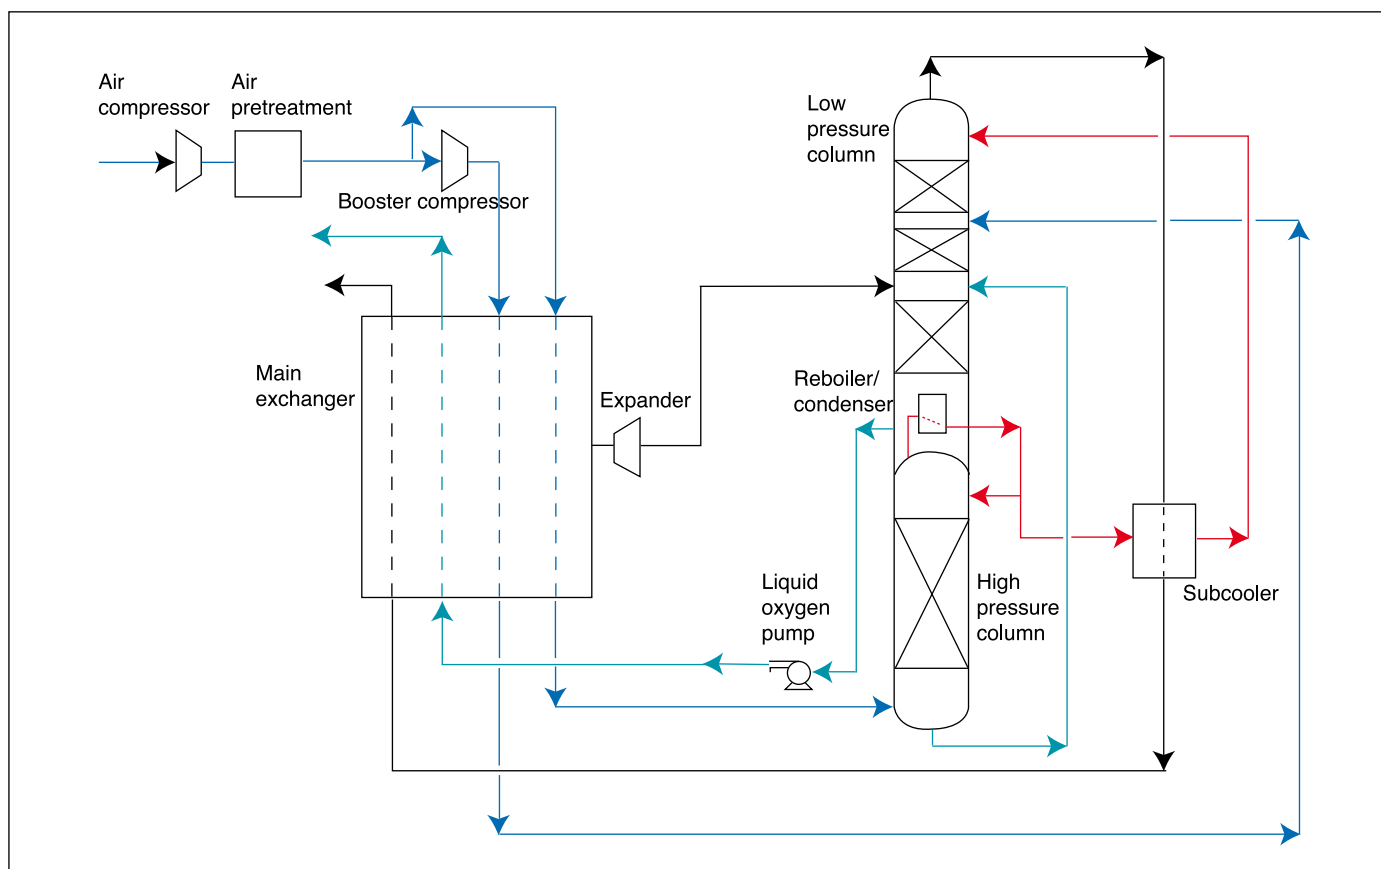 Air
compressor
Air
pretreatment
Booster compressor
Low
pressure
column
Main
exchanger
Expander
Reboiler/
condenser
Liquid
oxygen
pump
High
pressure
column
Subcooler